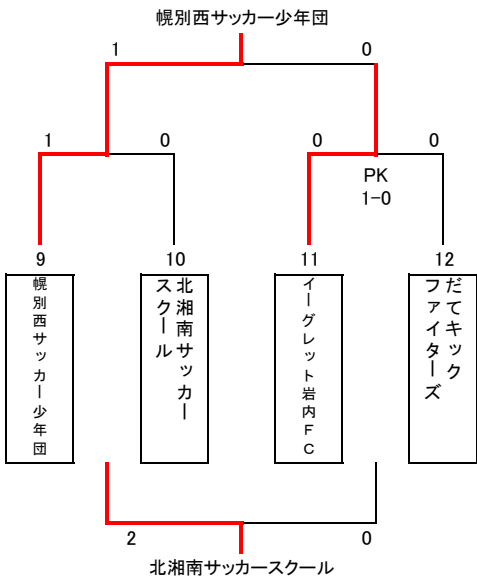 幌別西サッカー少年団
1 0
1 0 0 0
PK
1-0
9 10 11 12
幌別西サッカー少年団
北湘南サッカー
スクール
イーグレット岩内FC
だてキック
ファイターズ
2 0
北湘南サッカースクール